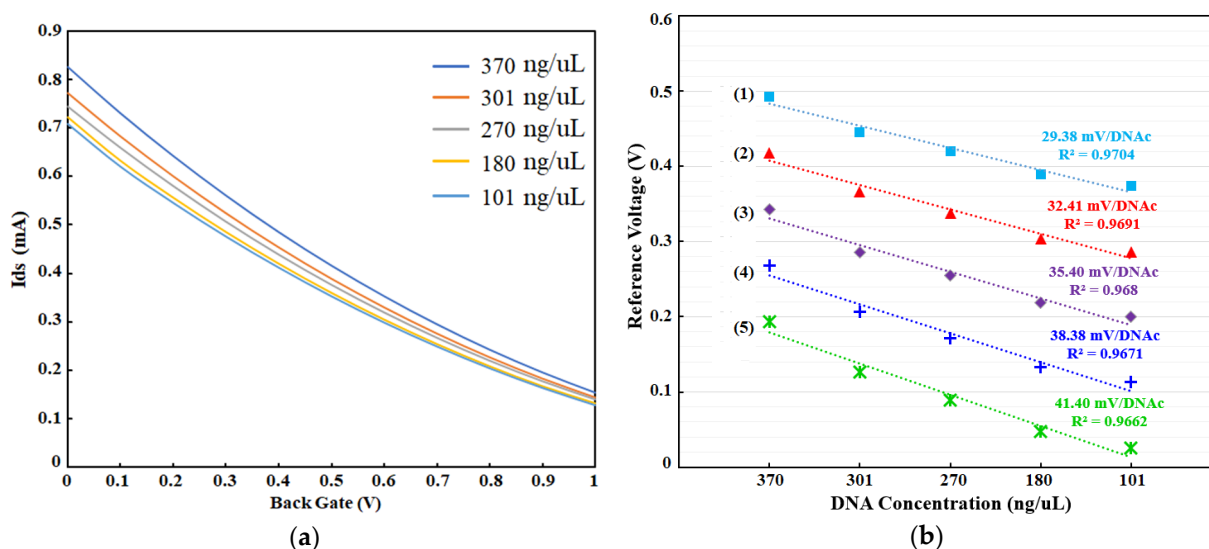 0.9
0.8
0.7
0.6
0.5
0.4
0.3
0.2
0.1
0
Ids (mA)
370 ng/uL
301 ng/uL
270 ng/uL
180 ng/uL
101 ng/uL
0 0.1 0.2 0.3 0.4 0.5 0.6 0.7 0.8 0.9 1
Back Gate (V)
(a)
0.6
0.5
0.4
0.3
0.2
0.1
0
Reference Voltage (V)
(1)
29.38 mV/DNAc
R² = 0.9704
(2)
32.41 mV/DNAc
R² = 0.9691
(3)
35.40 mV/DNAc
R² = 0.968
(4)
38.38 mV/DNAc
R² = 0.9671
(5)
41.40 mV/DNAc
R² = 0.9662
370 301 270 180 101
DNA Concentration (ng/uL)
(b)